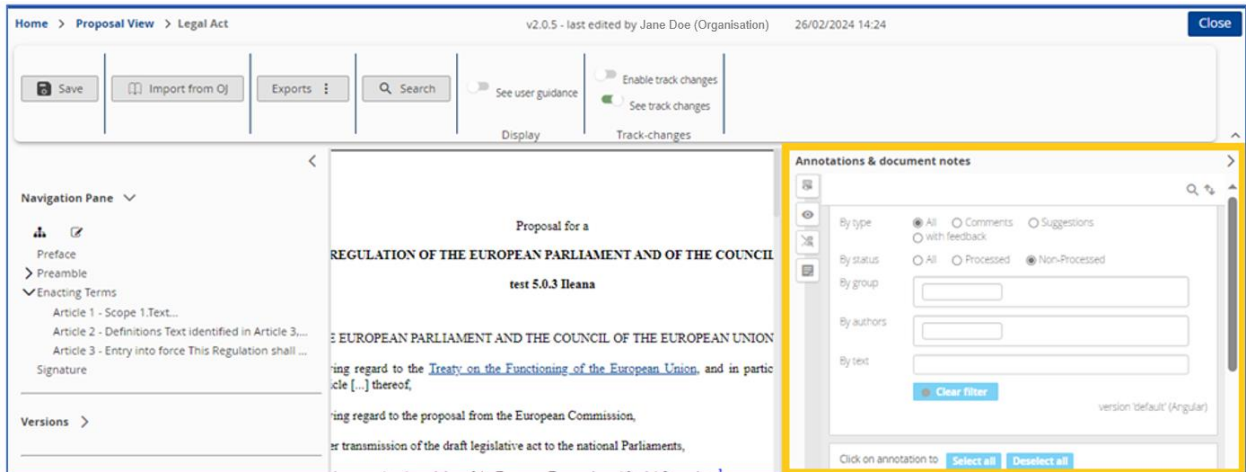 Home > Proposal View > Legal Act
v2.0.5 - last edited by Jane Doe (Organisation) 26/02/2024 14:24
Close
Save
Import from OJ
Exports
Search
See user guidance
Display
Enable track changes
See track changes
Track-changes
Navigation Pane
Preface
Preamble
Enacting Terms
Article 1 - Scope 1.Text...
Article 2 - Definitions Text identified in Article 3,...
Article 3 - Entry into force This Regulation shall ...
Signature
Versions
Proposal for a
REGULATION OF THE EUROPEAN PARLIAMENT AND OF THE COUNCIL
test 5.0.3 Ileana
E EUROPEAN PARLIAMENT AND THE COUNCIL OF THE EUROPEAN UNION
ing regard to the Treaty on the Functioning of the European Union, and in partic
cle [...] thereof,
ing regard to the proposal from the European Commission,
er transmission of the draft legislative act to the national Parliaments,
Annotations & document notes
By type All Comments Suggestions
with feedback
By status All Processed Non-Processed
By group
By authors
By text
Clear filter
version 'default' (Angular)
Click on annotation to Select all Deselect all